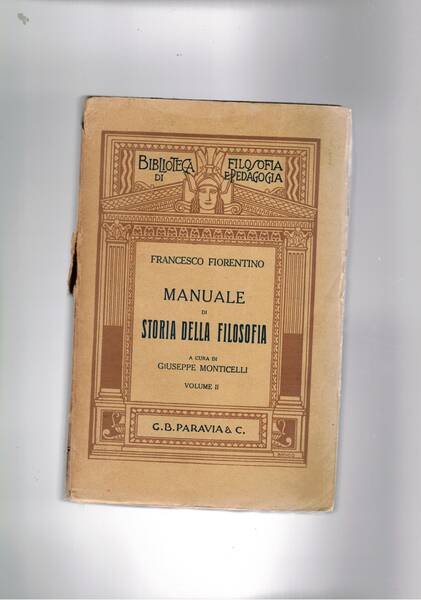 BIBLIOTECA DI FILOSOFIA E PEDAGOGIA
FRANCESCO FIORENTINO
MANUALE
DI
STORIA DELLA FILOSOFIA
A CURA DI
GIUSEPPE MONTICELLI
VOLUME II
G. B. PARAVIA & C.